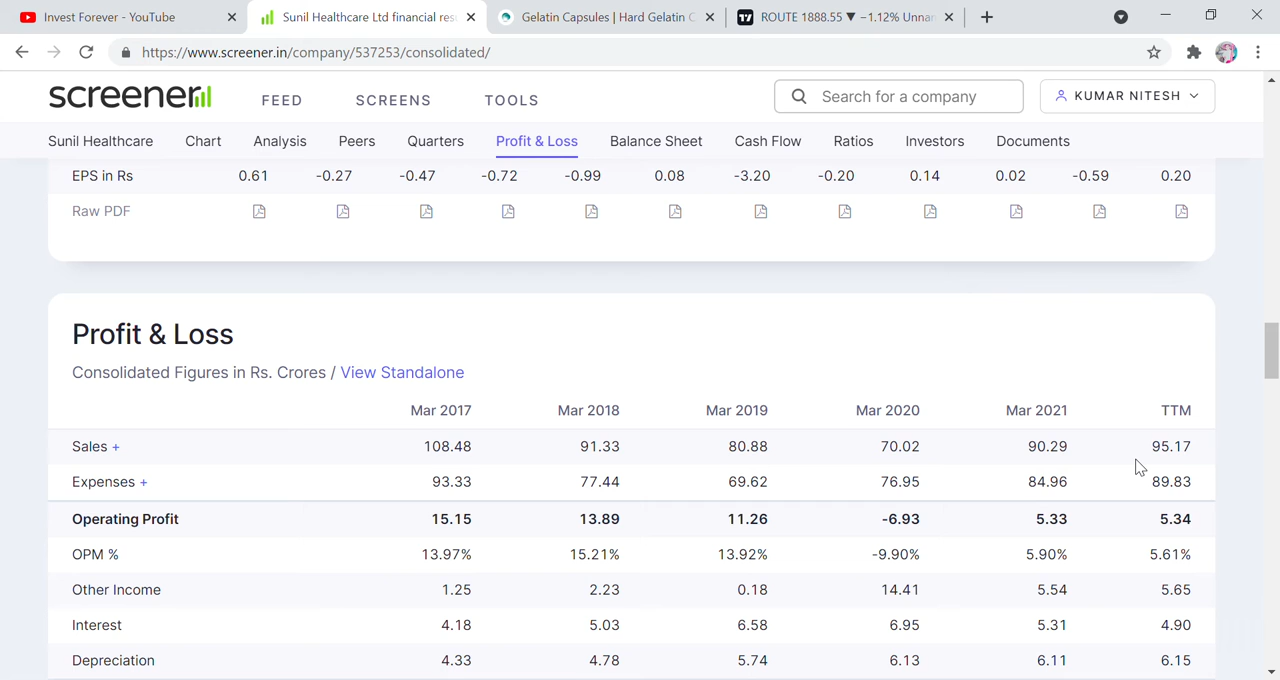 Invest Forever - YouTube
Sunil Healthcare Ltd financial res
Gelatin Capsules | Hard Gelatin C
ROUTE 1888.55 ▼ −1.12% Unnar
https://www.screener.in/company/537253/consolidated/
screener
FEED SCREENS TOOLS
Search for a company
KUMAR NITESH
Sunil Healthcare Chart Analysis Peers Quarters Profit & Loss Balance Sheet Cash Flow Ratios Investors Documents
EPS in Rs 0.61 -0.27 -0.47 -0.72 -0.99 0.08 -3.20 -0.20 0.14 0.02 -0.59 0.20
Raw PDF
Profit & Loss
Consolidated Figures in Rs. Crores / View Standalone
Mar 2017 Mar 2018 Mar 2019 Mar 2020 Mar 2021 TTM
Sales + 108.48 91.33 80.88 70.02 90.29 95.17
Expenses + 93.33 77.44 69.62 76.95 84.96 89.83
Operating Profit 15.15 13.89 11.26 -6.93 5.33 5.34
OPM % 13.97% 15.21% 13.92% -9.90% 5.90% 5.61%
Other Income 1.25 2.23 0.18 14.41 5.54 5.65
Interest 4.18 5.03 6.58 6.95 5.31 4.90
Depreciation 4.33 4.78 5.74 6.13 6.11 6.15